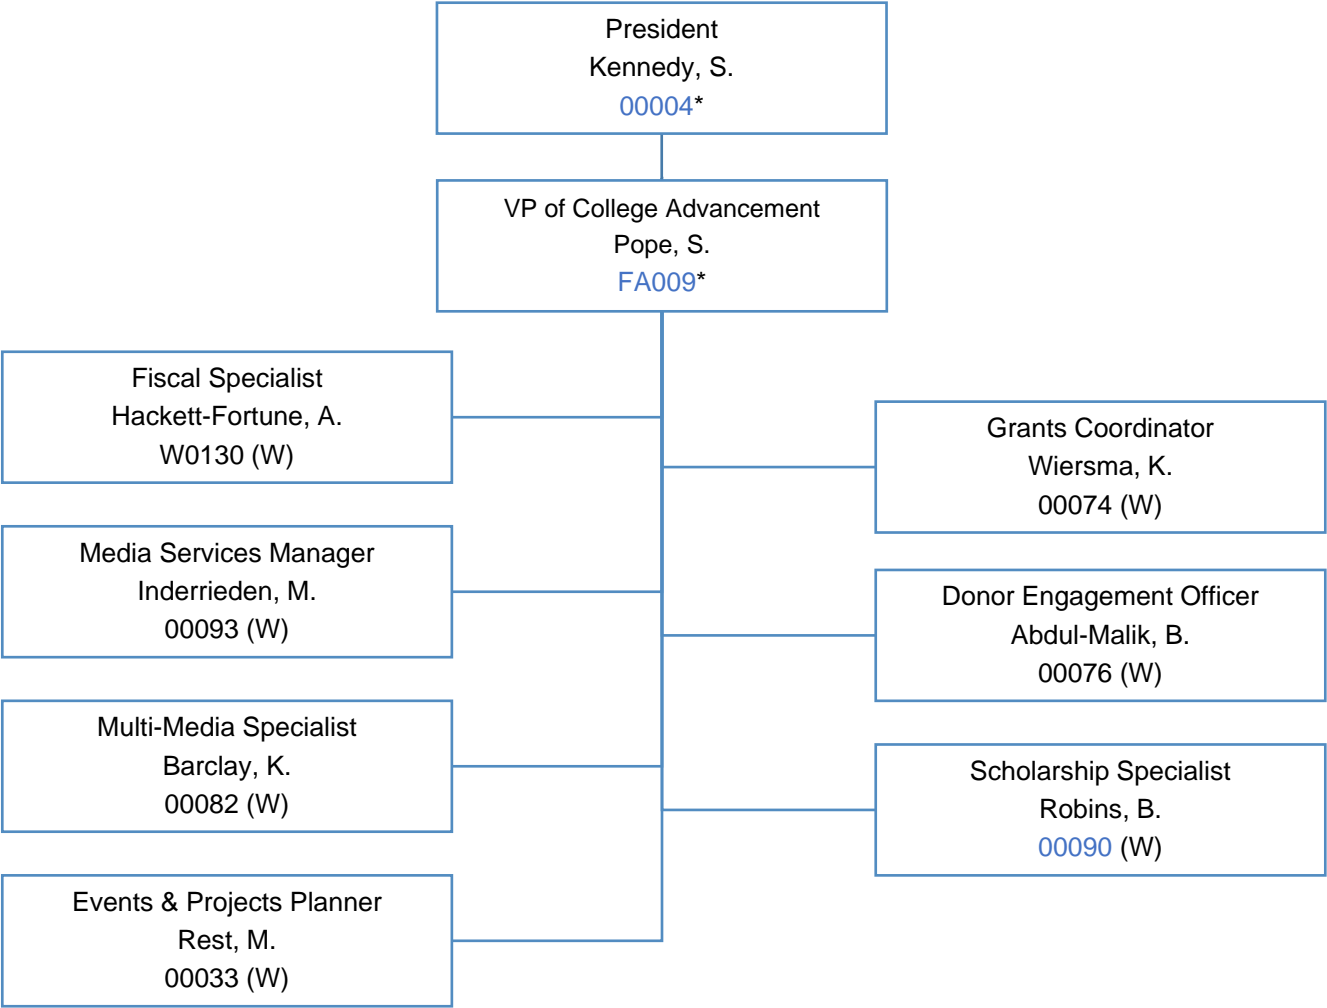 President
Kennedy, S.
00004*
VP of College Advancement
Pope, S.
FA009*
Fiscal Specialist
Hackett-Fortune, A.
W0130 (W)
Media Services Manager
Inderrieden, M.
00093 (W)
Multi-Media Specialist
Barclay, K.
00082 (W)
Events & Projects Planner
Rest, M.
00033 (W)
Grants Coordinator
Wiersma, K.
00074 (W)
Donor Engagement Officer
Abdul-Malik, B.
00076 (W)
Scholarship Specialist
Robins, B.
00090 (W)